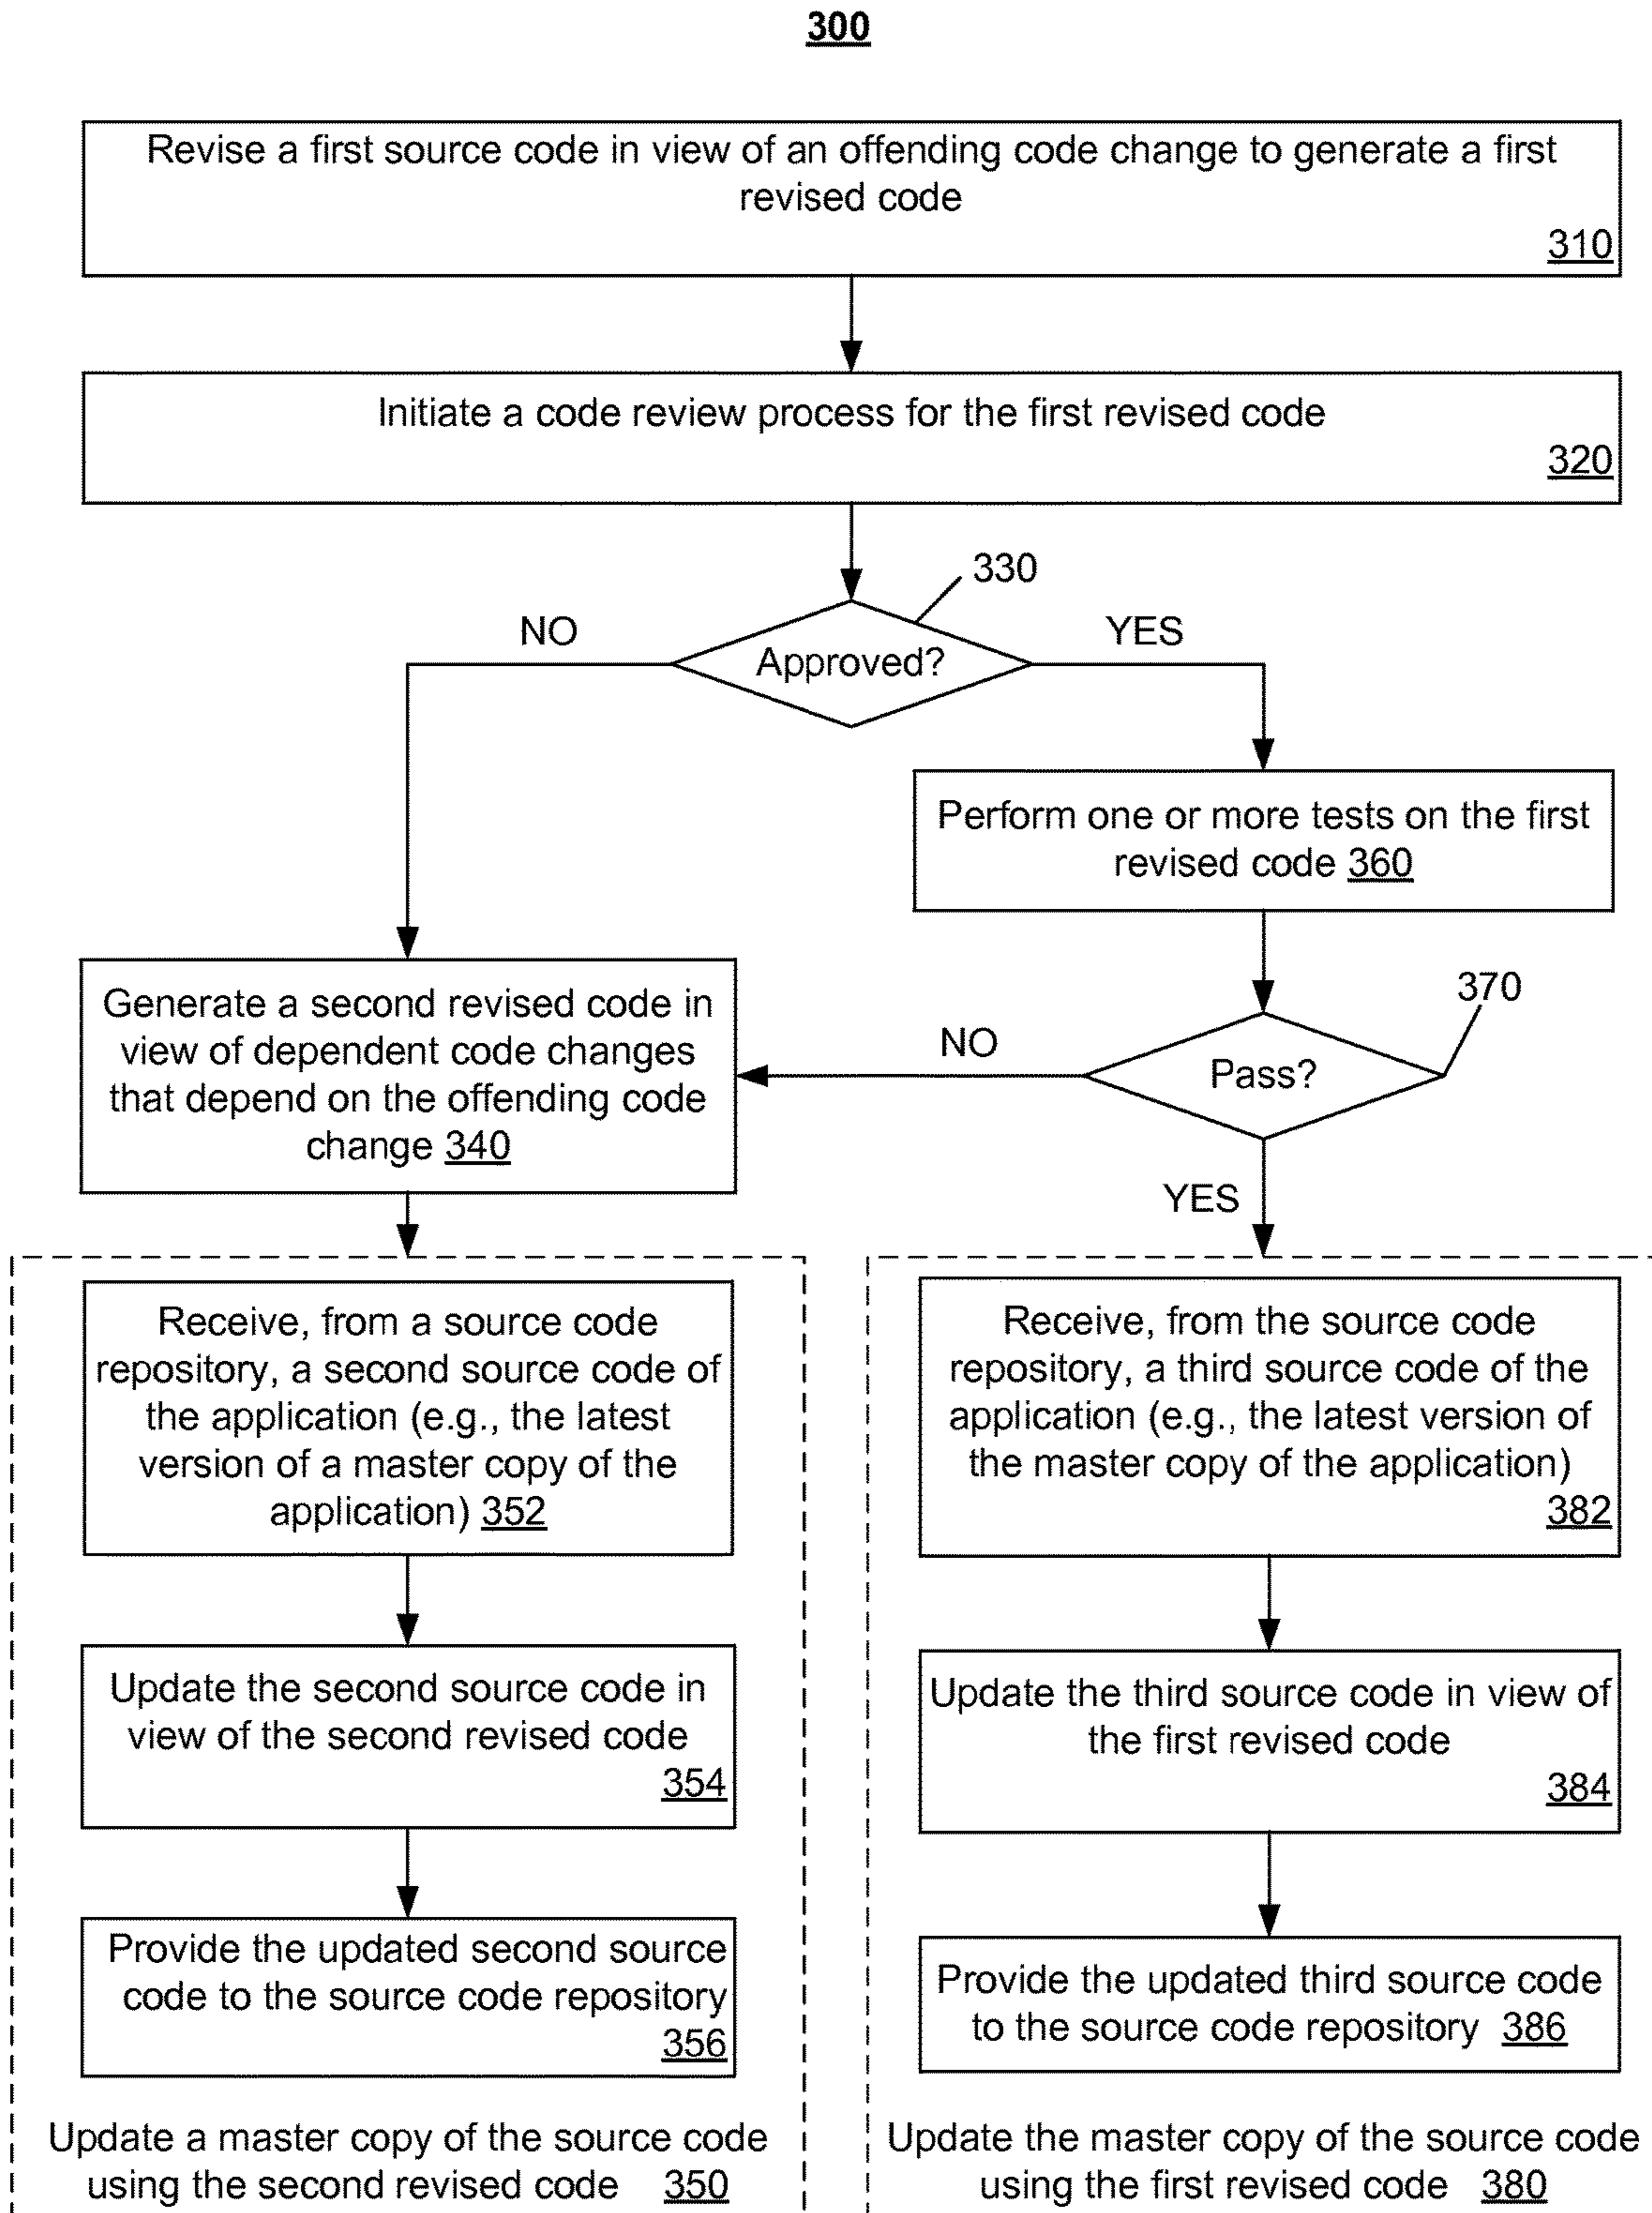 300
Revise a first source code in view of an offending code change to generate a first
revised code
310
Initiate a code review process for the first revised code
320
330
NO
YES
Approved?
Perform one or more tests on the first
revised code 360
Generate a second revised code in
view of dependent code changes
that depend on the offending code
change 340
370
NO
Pass?
YES
Receive, from a source code
repository, a second source code of
the application (e.g., the latest
version of a master copy of the
application) 352
Update the second source code in
view of the second revised code
354
Provide the updated second source
code to the source code repository
356
Update a master copy of the source code
using the second revised code 350
Receive, from the source code
repository, a third source code of the
application (e.g., the latest version of
the master copy of the application)
382
Update the third source code in view of
the first revised code
384
Provide the updated third source code
to the source code repository 386
Update the master copy of the source code
using the first revised code 380